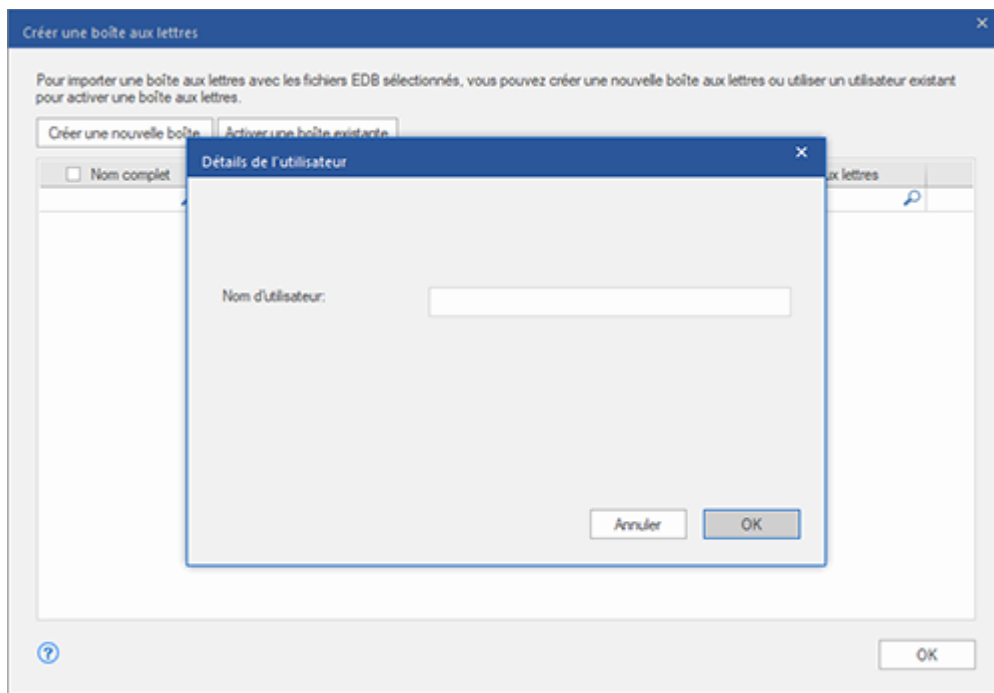 Créer une boîte aux lettres
Pour importer une boîte aux lettres avec les fichiers EDB sélectionnés, vous pouvez créer une nouvelle boîte aux lettres ou utiliser un utilisateur existant
pour activer une boîte aux lettres.
Créer une nouvelle boîte Activer une boîte existante
Nom complet lettres
Détails de l'utilisateur
Nom d'utilisateur:
Annuler OK
OK